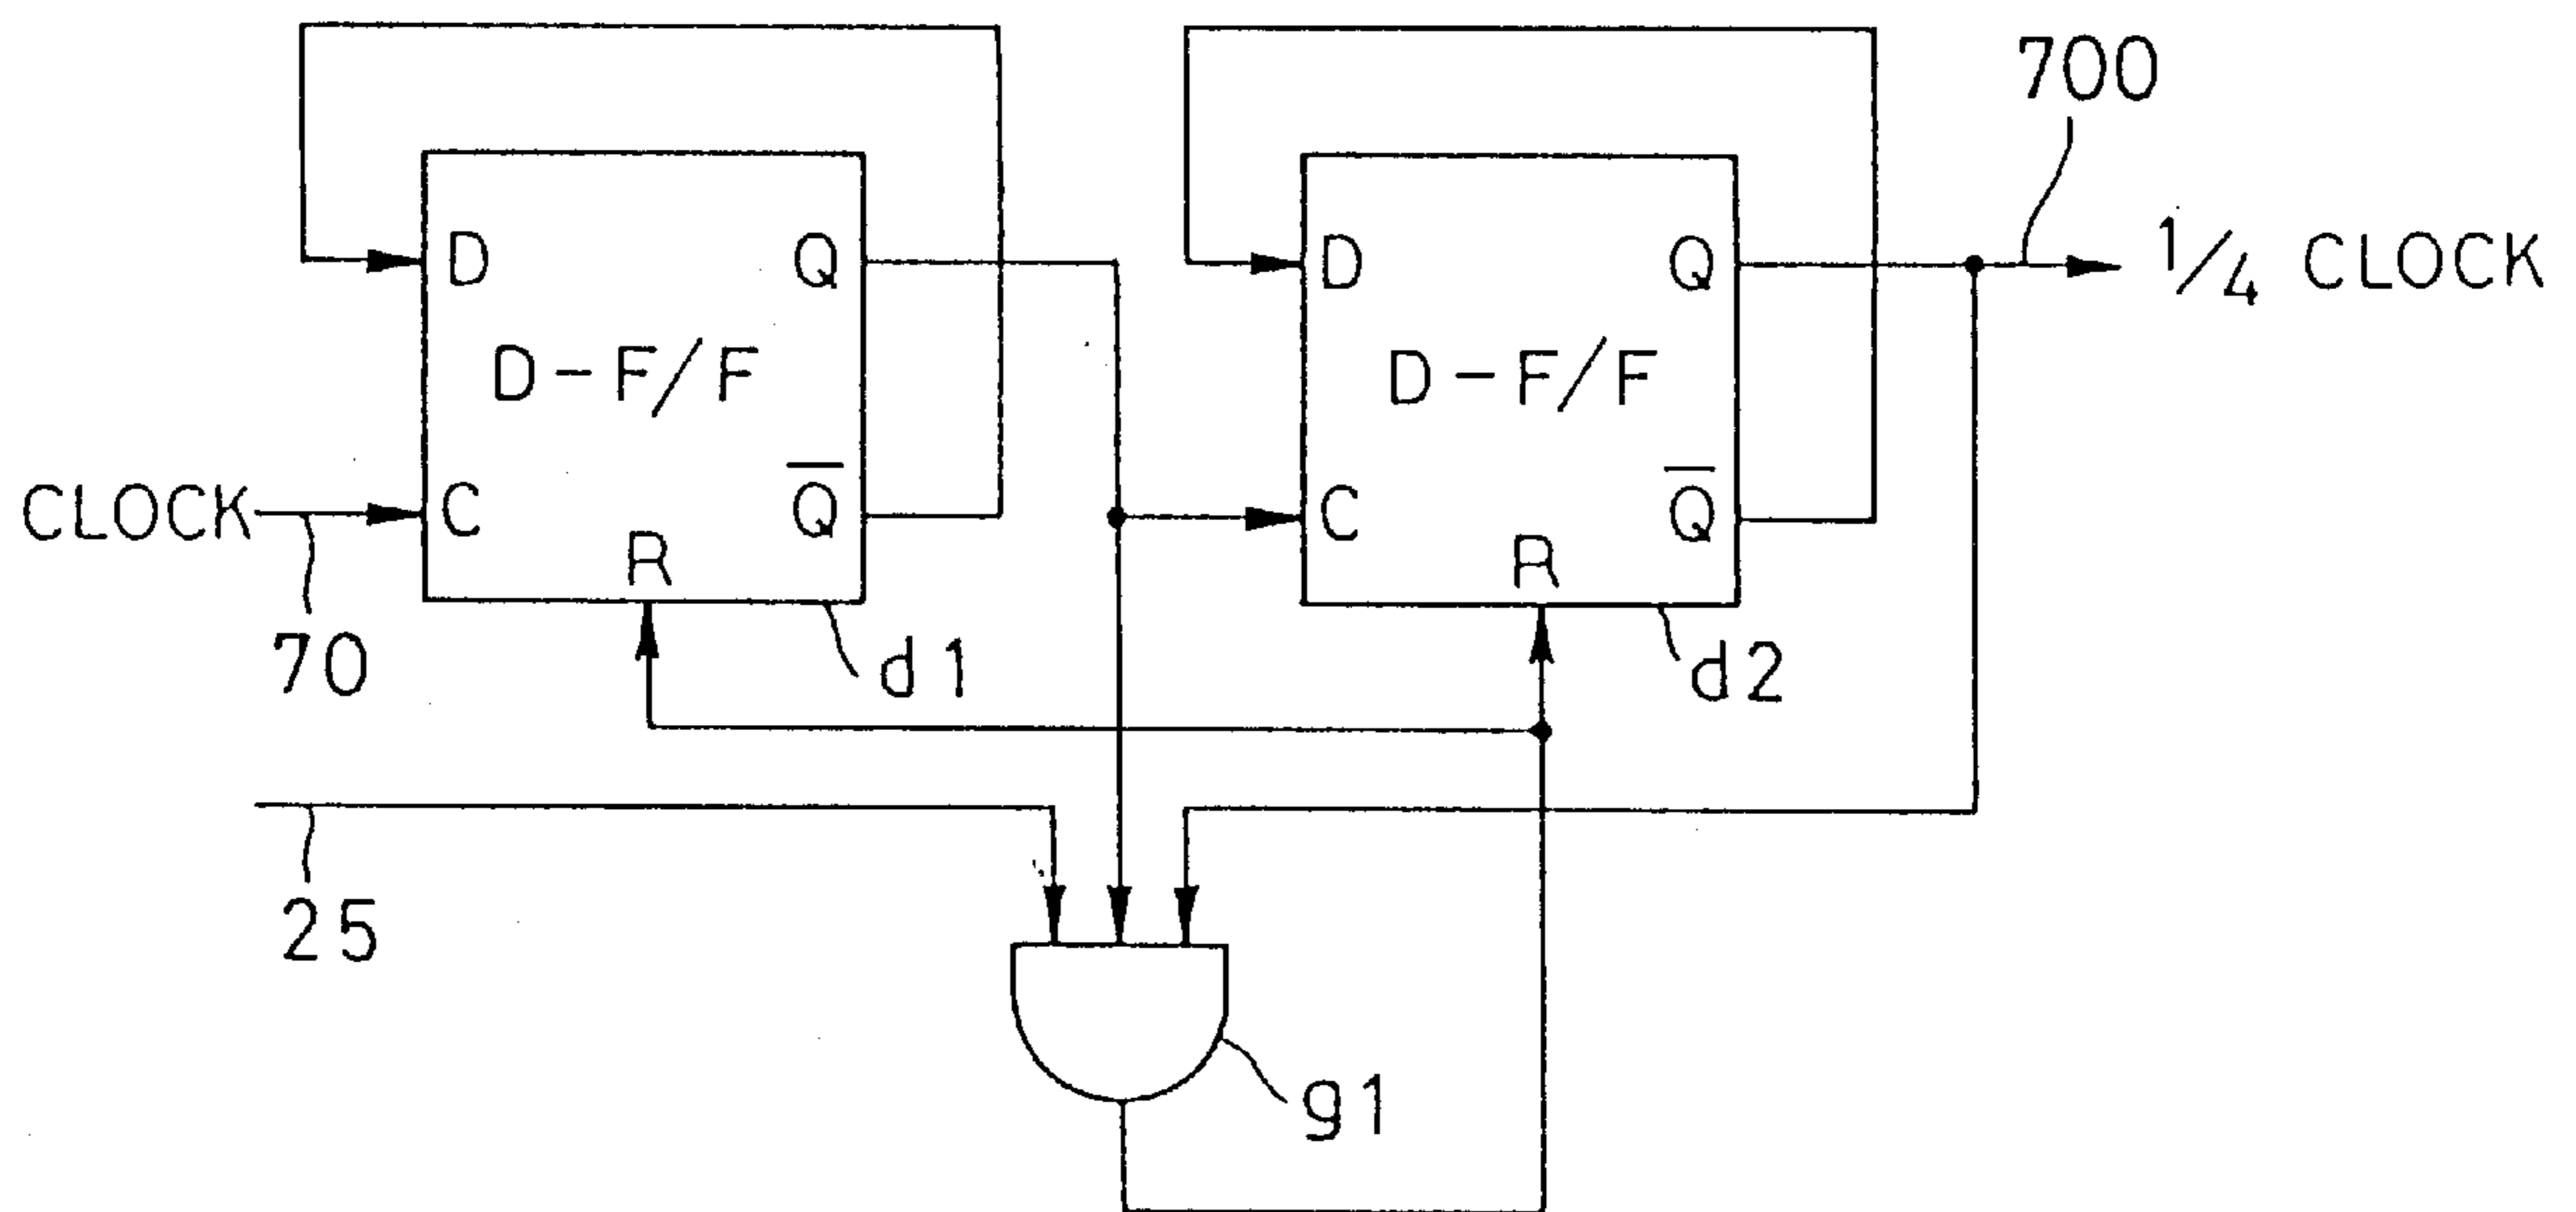 700
D Q
D Q
1/4 CLOCK
D-F/F
D-F/F
CLOCK
C Q̅
C Q̅
R
R
70
d1
d2
25
g1